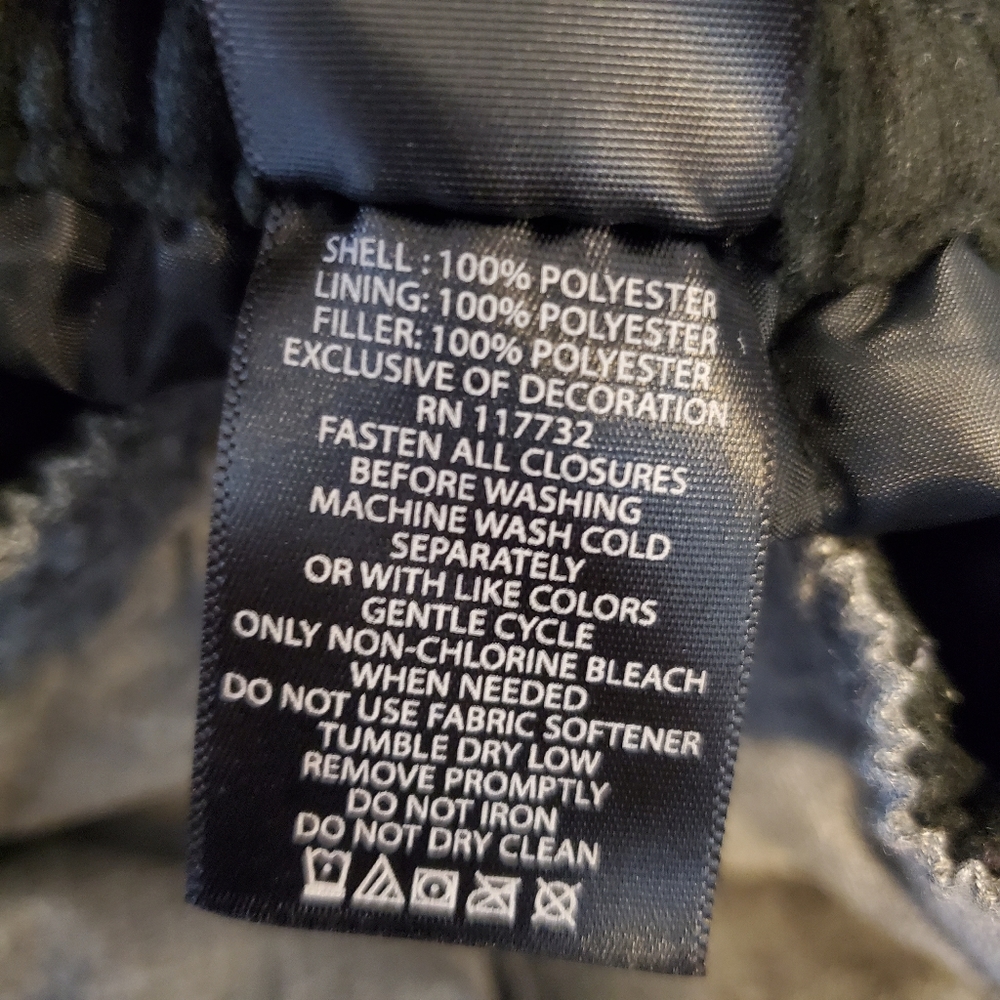 SHELL : 100% POLYESTER
LINING: 100% POLYESTER
FILLER: 100% POLYESTER
EXCLUSIVE OF DECORATION
RN 117732
FASTEN ALL CLOSURES
BEFORE WASHING
MACHINE WASH COLD
SEPARATELY
OR WITH LIKE COLORS
GENTLE CYCLE
ONLY NON-CHLORINE BLEACH
WHEN NEEDED
DO NOT USE FABRIC SOFTENER
TUMBLE DRY LOW
REMOVE PROMPTLY
DO NOT IRON
DO NOT DRY CLEAN